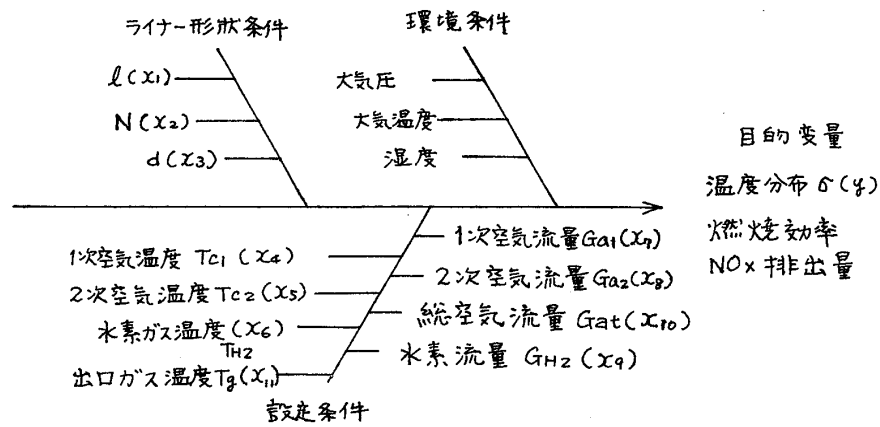 ライナー形状条件
l(x1)
N(x2)
d(x3)
環境条件
大気圧
大気温度
湿度
目的変量
温度分布 σ(y)
燃焼効率
NOx排出量
1次空気温度 Tc1 (x4)
2次空気温度 Tc2 (x5)
水素ガス温度 (x6)
TH2
出口ガス温度 Tg(x11)
設定条件
1次空気流量 Ga1(x7)
2次空気流量 Ga2(x8)
総空気流量 Gat(x10)
水素流量 GH2 (x9)